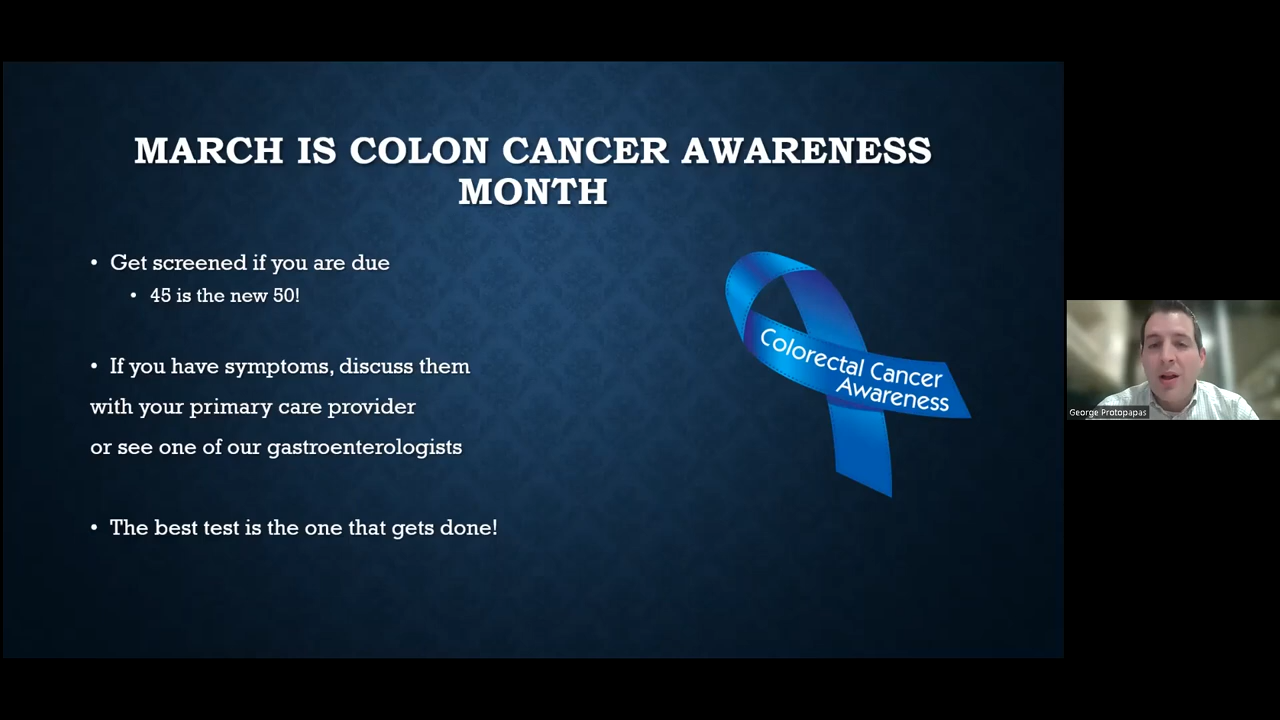 MARCH IS COLON CANCER AWARENESS
MONTH
• Get screened if you are due
• 45 is the new 50!
• If you have symptoms, discuss them
with your primary care provider
or see one of our gastroenterologists
• The best test is the one that gets done!
Colorectal Cancer
Awareness
George Protopapas